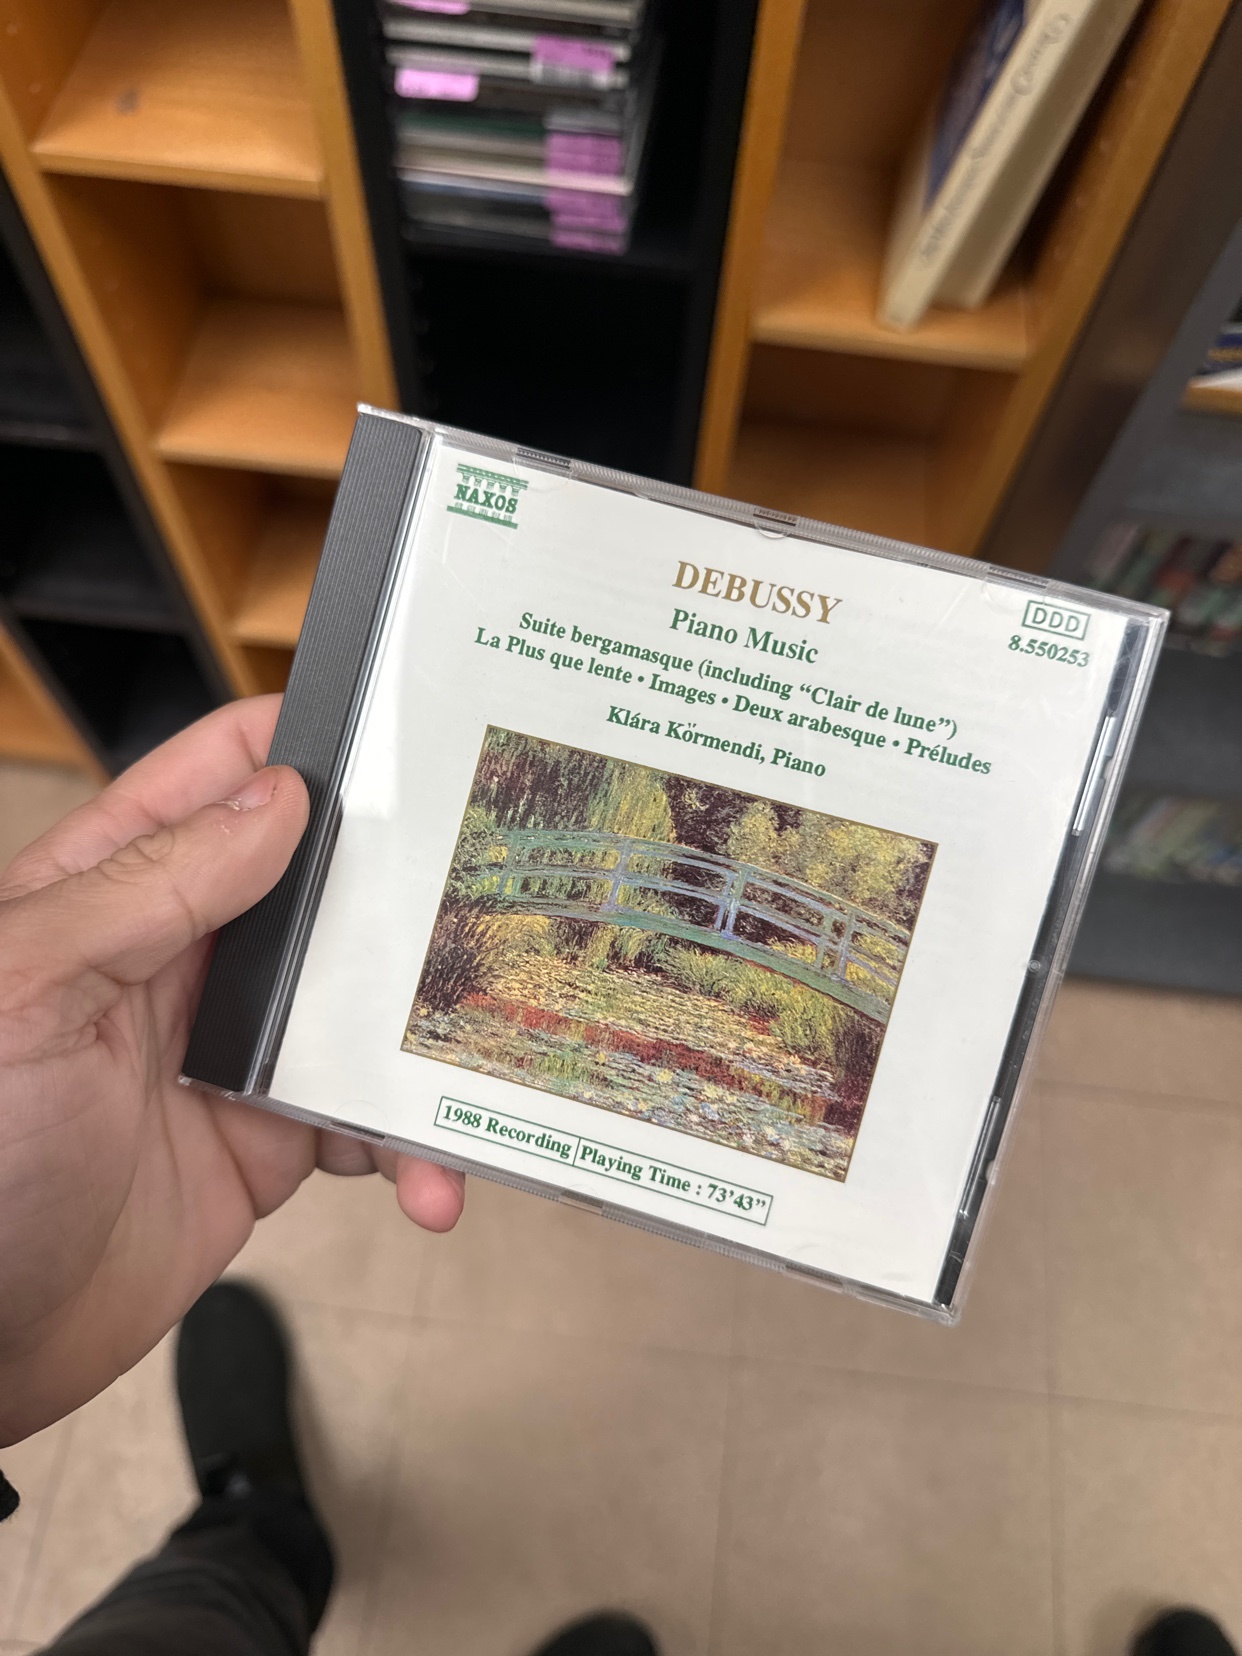 NAXOS
DEBUSSY
Piano Music
Suite bergamasque (including “Clair de lune”)
La Plus que lente • Images • Deux arabesque • Préludes
Klára Körmendi, Piano
DDD
8.550253
1988 Recording
Playing Time : 73’43”